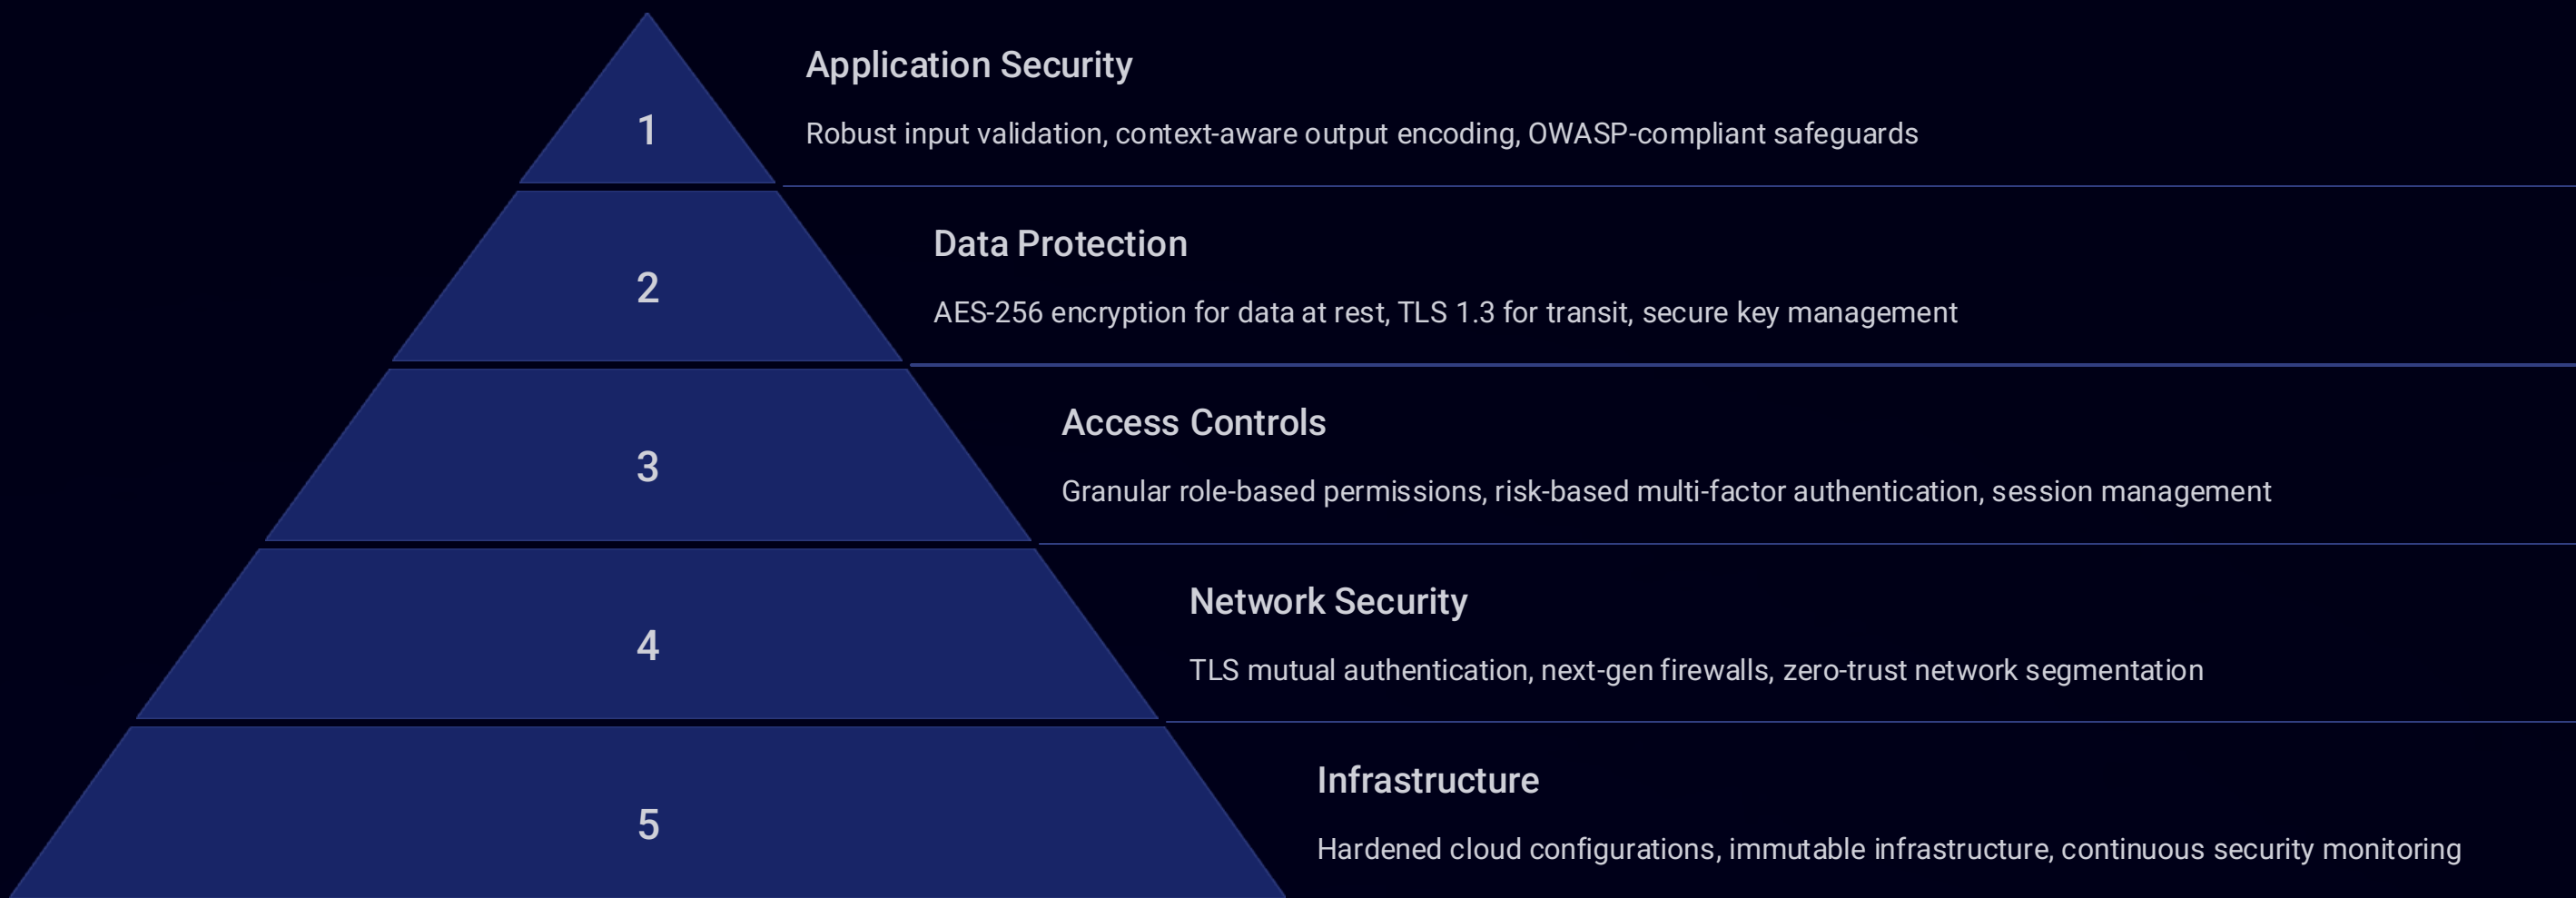 1
Application Security
Robust input validation, context-aware output encoding, OWASP-compliant safeguards
2
Data Protection
AES-256 encryption for data at rest, TLS 1.3 for transit, secure key management
3
Access Controls
Granular role-based permissions, risk-based multi-factor authentication, session management
4
Network Security
TLS mutual authentication, next-gen firewalls, zero-trust network segmentation
5
Infrastructure
Hardened cloud configurations, immutable infrastructure, continuous security monitoring